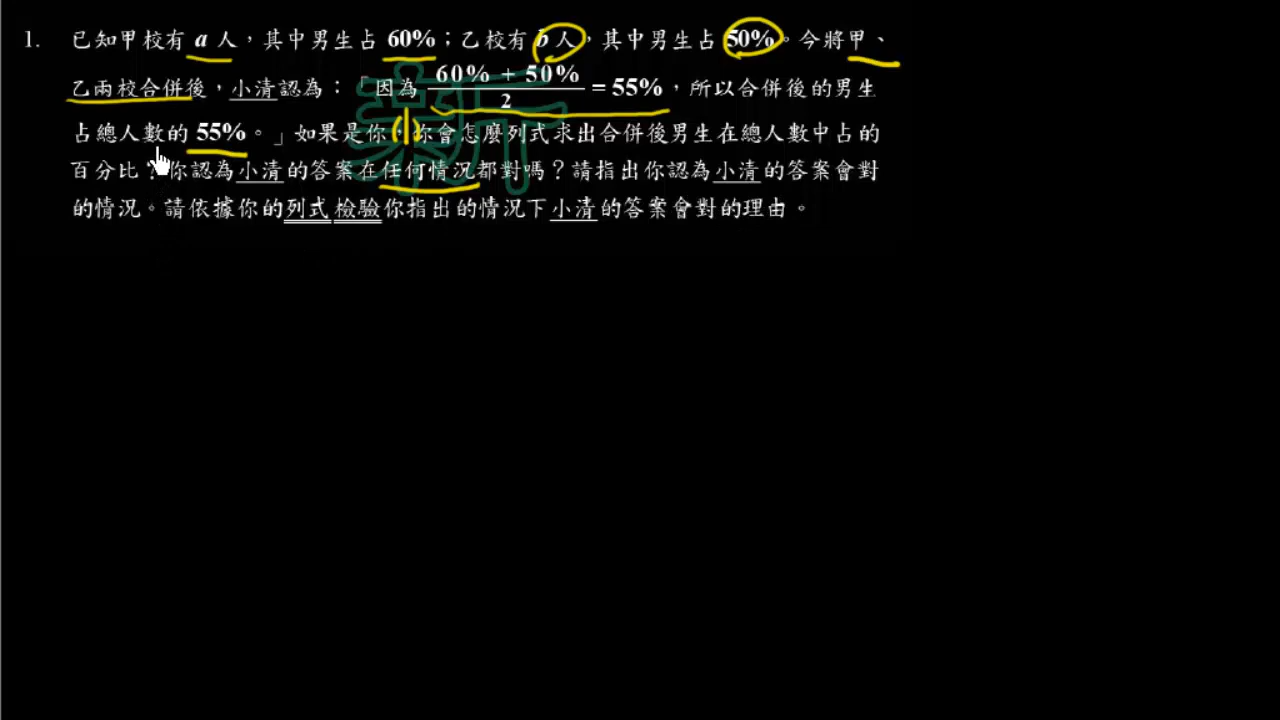 1. 已知甲校有 a 人，其中男生占 60%；乙校有 b 人，其中男生占 50%。今將甲、
乙兩校合併後，小清認為：「因為 60% + 50% / 2 = 55%，所以合併後的男生
占總人數的 55%。」如果是你，你會怎麼列式求出合併後男生在總人數中占的
百分比？你認為小清的答案在任何情況都對嗎？請指出你認為小清的答案會對
的情況。請依據你的列式檢驗你指出的情況下小清的答案會對的理由。